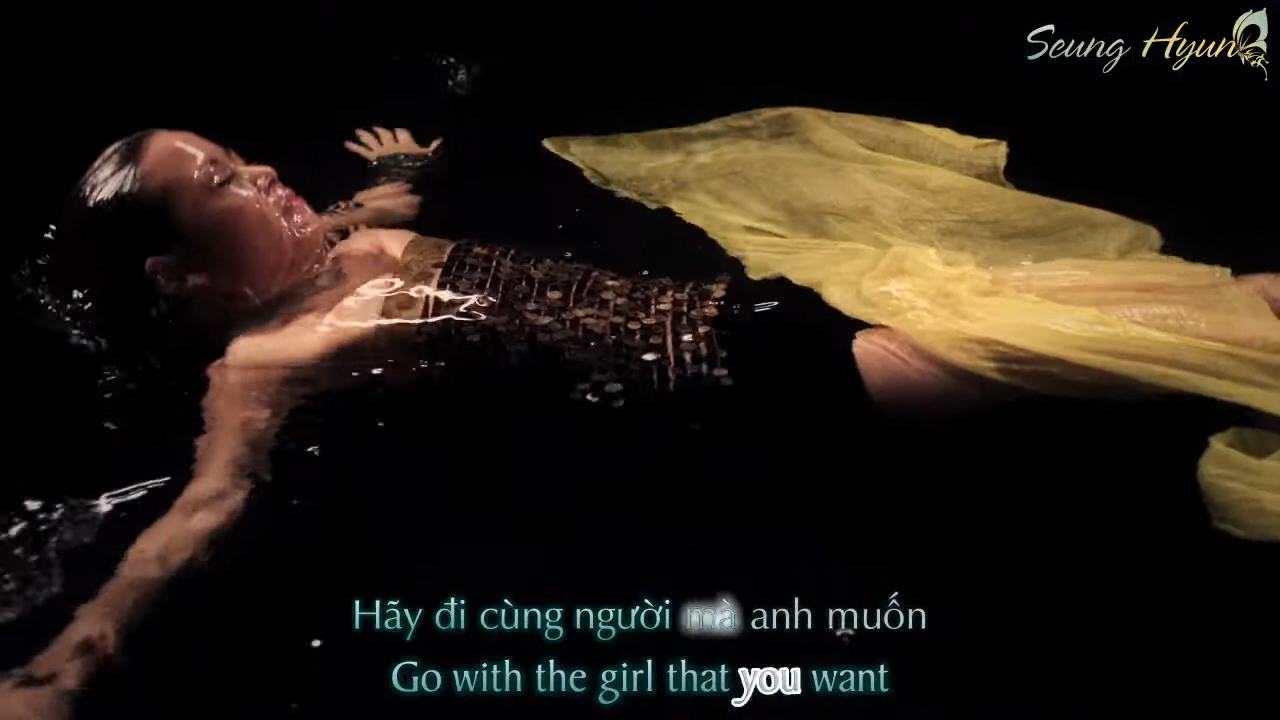 Seung Hyun
Hãy đi cùng người mà anh muốn
Go with the girl that you want